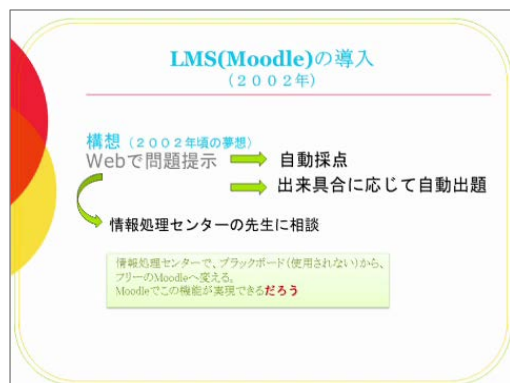 LMS(Moodle)の導入
（２００２年）
構想（２００２年頃の夢想）
Webで問題提示 自動採点
出来具合に応じて自動出題
情報処理センターの先生に相談
情報処理センターで、ブラックボード（使用されない）から、
フリーのMoodleへ変える。
Moodleでこの機能が実現できるだろう